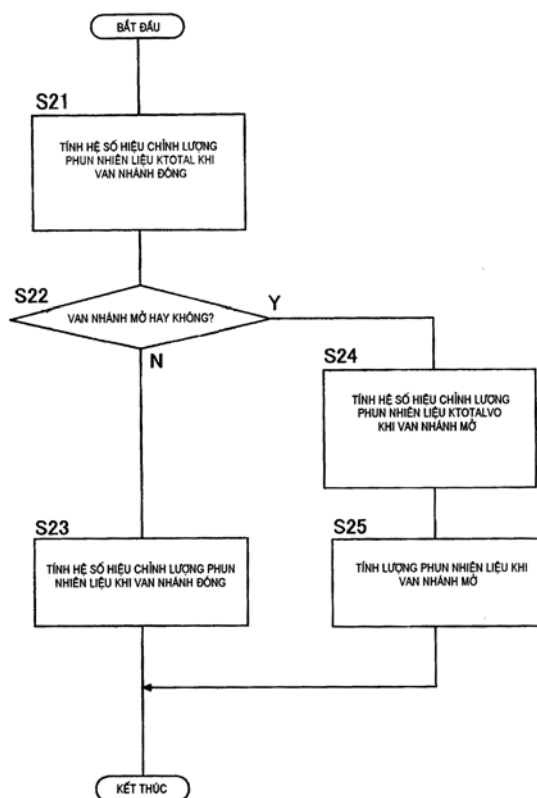 BẮT ĐẦU
S21
TÍNH HỆ SỐ HIỆU CHỈNH LƯỢNG
PHUN NHIÊN LIỆU KTOTAL KHI
VAN NHÁNH ĐÓNG
S22
VAN NHÁNH MỞ HAY KHÔNG?
Y
N
S24
TÍNH HỆ SỐ HIỆU CHỈNH LƯỢNG
PHUN NHIÊN LIỆU KTOTALVO
KHI VAN NHÁNH MỞ
S23
TÍNH HỆ SỐ HIỆU CHỈNH LƯỢNG PHUN
NHIÊN LIỆU KHI VAN NHÁNH ĐÓNG
S25
TÍNH LƯỢNG PHUN NHIÊN LIỆU KHI
VAN NHÁNH MỞ
KẾT THÚC